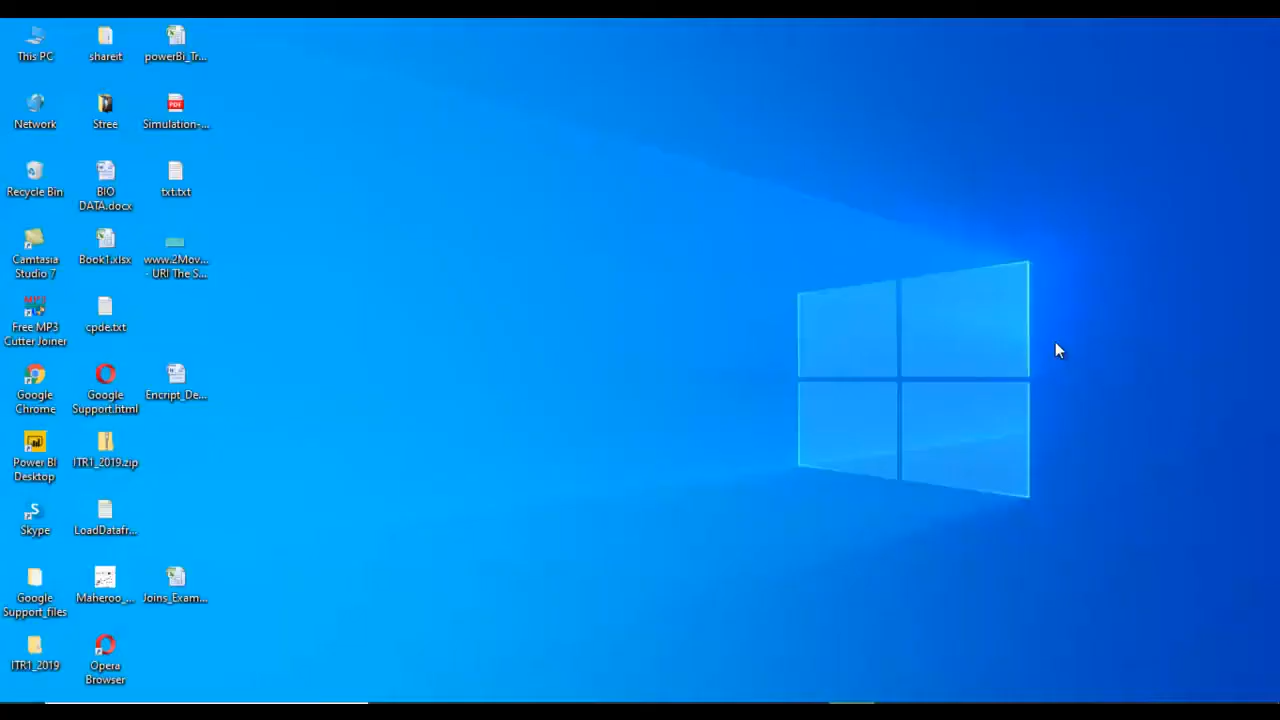 This PC
shareit
powerBi_Tr...
Network
Stree
Simulation-...
Recycle Bin
BIO
DATA.docx
txt.txt
Camtasia
Studio 7
Book1.xlsx
www.2Mov...
- URI The S...
Free MP3
Cutter Joiner
cpde.txt
Google
Chrome
Google
Support.html
Encript_De...
Power BI
Desktop
ITR1_2019.zip
Skype
LoadDatafr...
Google
Support_files
Maheroo_...
Joins_Exam...
ITR1_2019
Opera
Browser